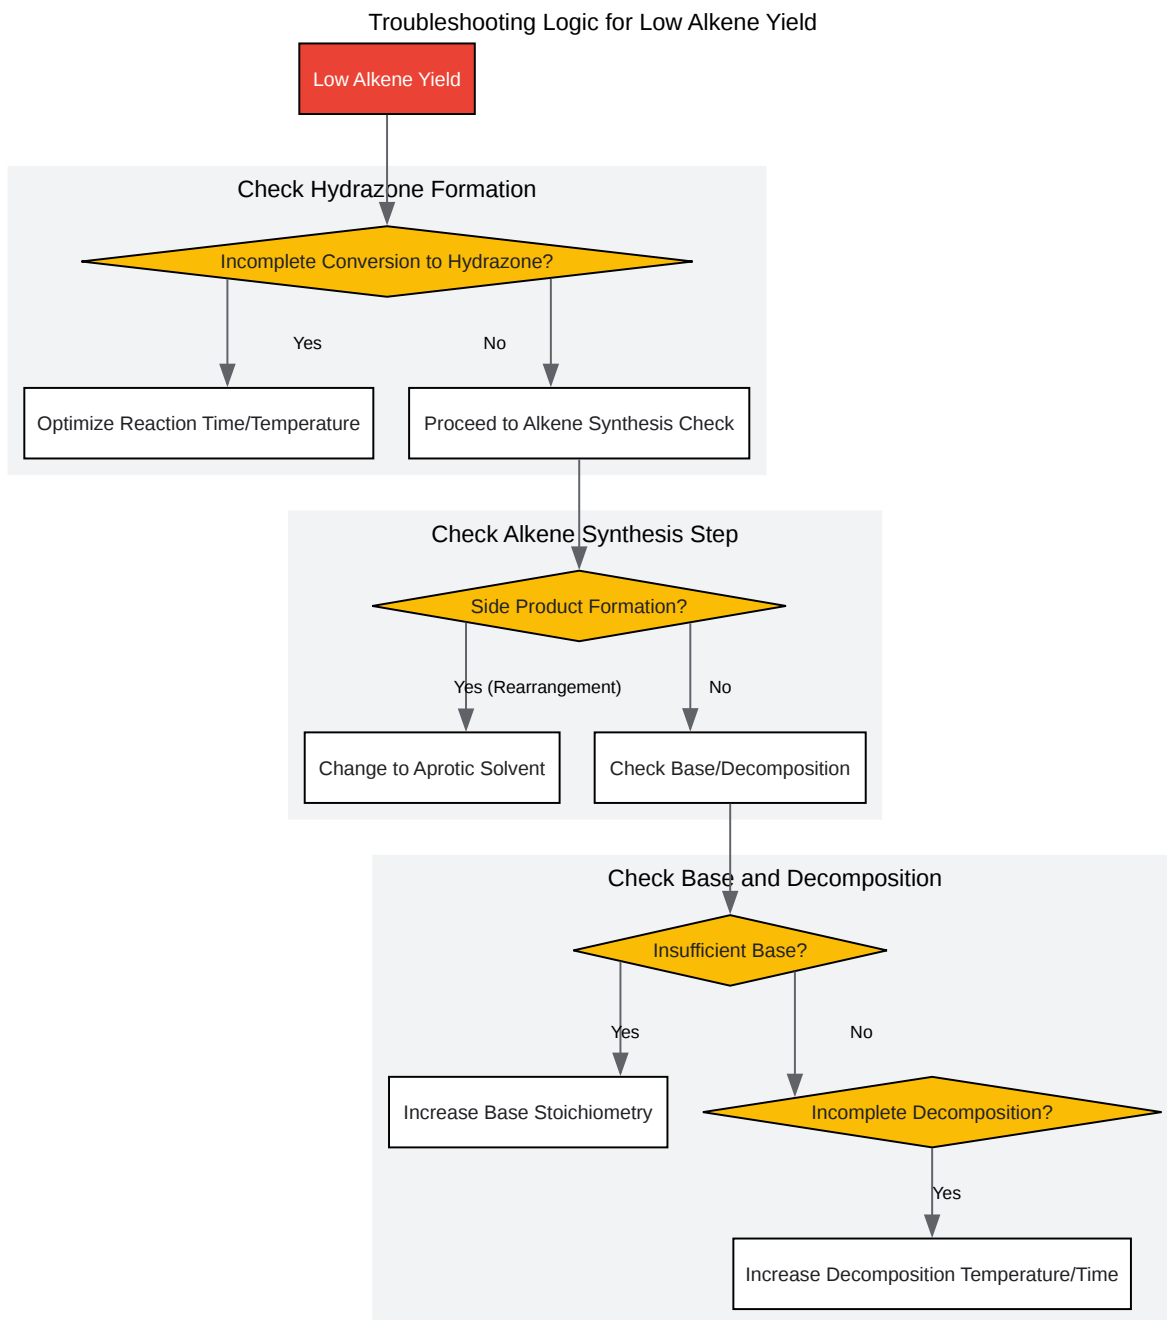 Troubleshooting Logic for Low Alkene Yield
Low Alkene Yield
Check Hydrazone Formation
Incomplete Conversion to Hydrazone?
Yes
No
Optimize Reaction Time/Temperature
Proceed to Alkene Synthesis Check
Check Alkene Synthesis Step
Side Product Formation?
Yes (Rearrangement)
No
Change to Aprotic Solvent
Check Base/Decomposition
Check Base and Decomposition
Insufficient Base?
Yes
No
Increase Base Stoichiometry
Incomplete Decomposition?
Yes
Increase Decomposition Temperature/Time